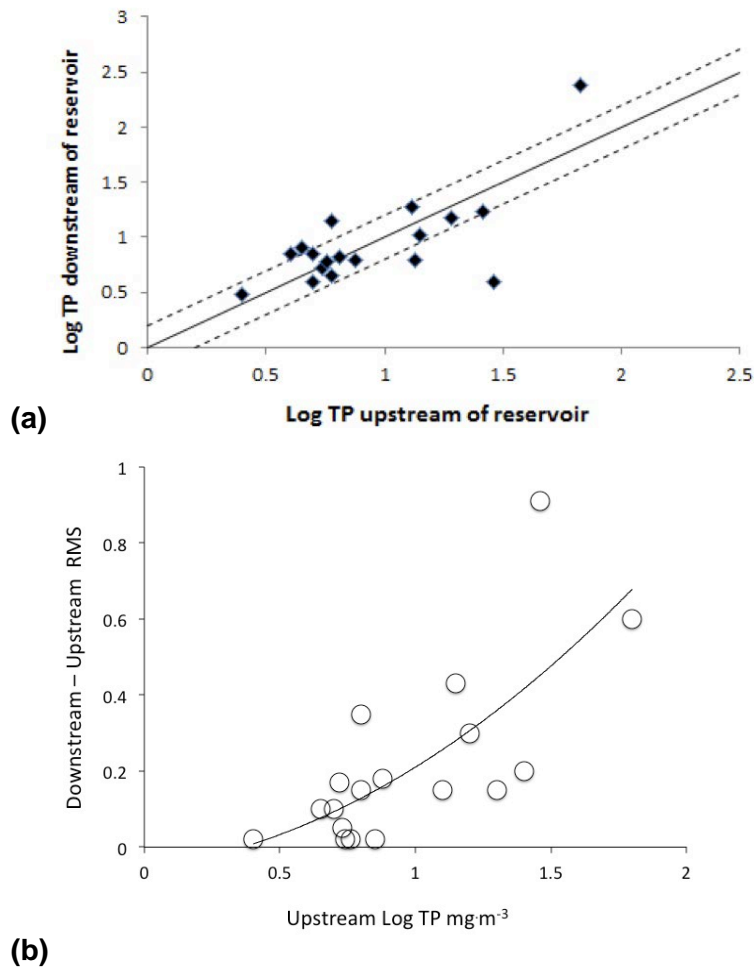 3
2.5
2
1.5
1
0.5
0
Log TP downstream of reservoir
0 0.5 1 1.5 2 2.5
Log TP upstream of reservoir
(a)
1
0.8
0.6
0.4
0.2
0
Downstream – Upstream RMS
0 0.5 1 1.5 2
Upstream Log TP mg·m⁻³
(b)